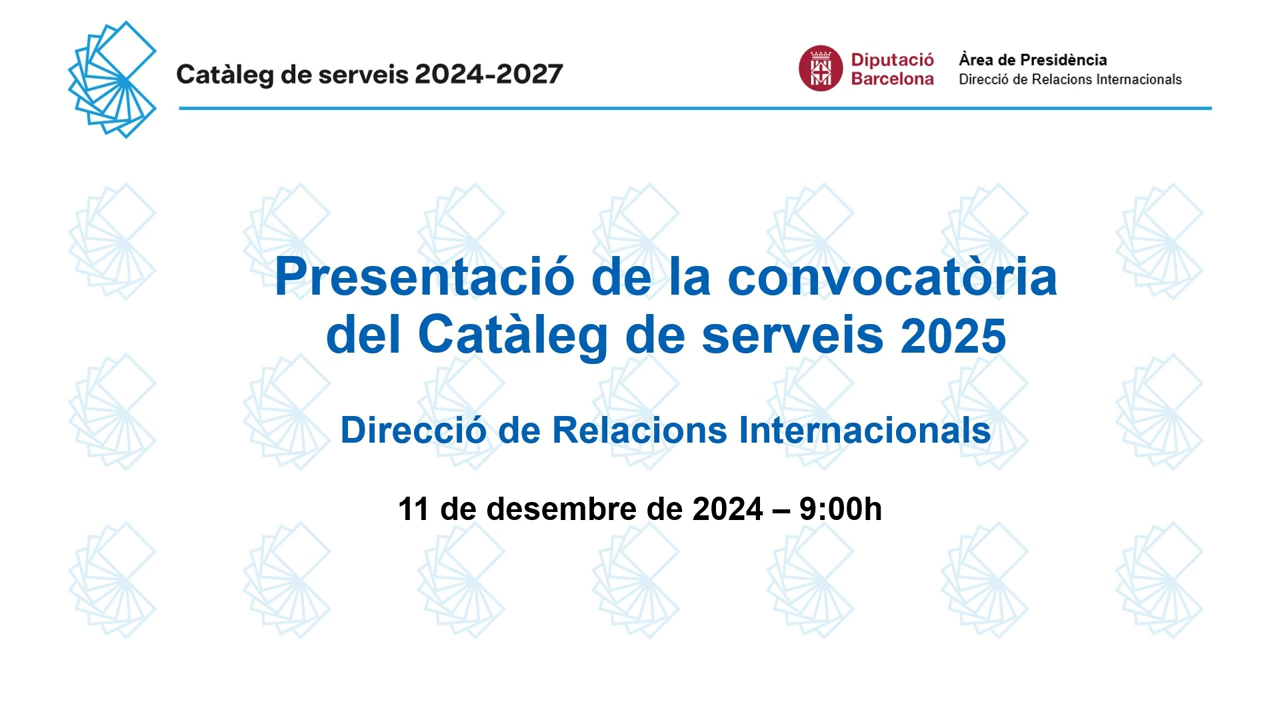 Catàleg de serveis 2024-2027
Diputació
Barcelona
Àrea de Presidència
Direcció de Relacions Internacionals
Presentació de la convocatòria
del Catàleg de serveis 2025
Direcció de Relacions Internacionals
11 de desembre de 2024 – 9:00h